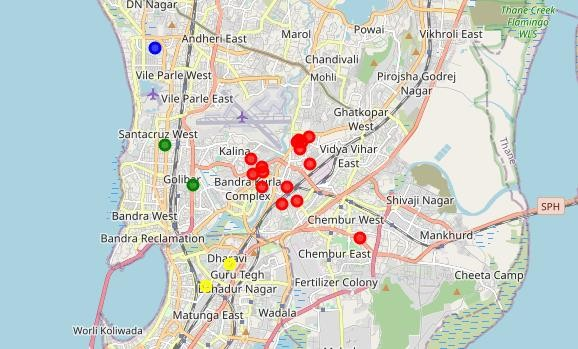 DN Nagar
Thane Creek
Flamingo
WLS
Andheri East
Marol
Powai
Vikhroli East
Chandivali
Vile Parle West
Mohli
Pirojsha Godrej
Nagar
Vile Parle East
Ghatkopar
West
Santacruz West
Kalina
Vidya Vihar
East
Thane
Golibar
Bandra Kurla
Complex
Shivaji Nagar
SPH
Bandra West
Chembur West
Bandra Reclamation
Mankhurd
Dharavi
Chembur East
Guru Tegh
Bahadur Nagar
Fertilizer Colony
Cheeta Camp
Matunga East
Wadala
Worli Koliwada